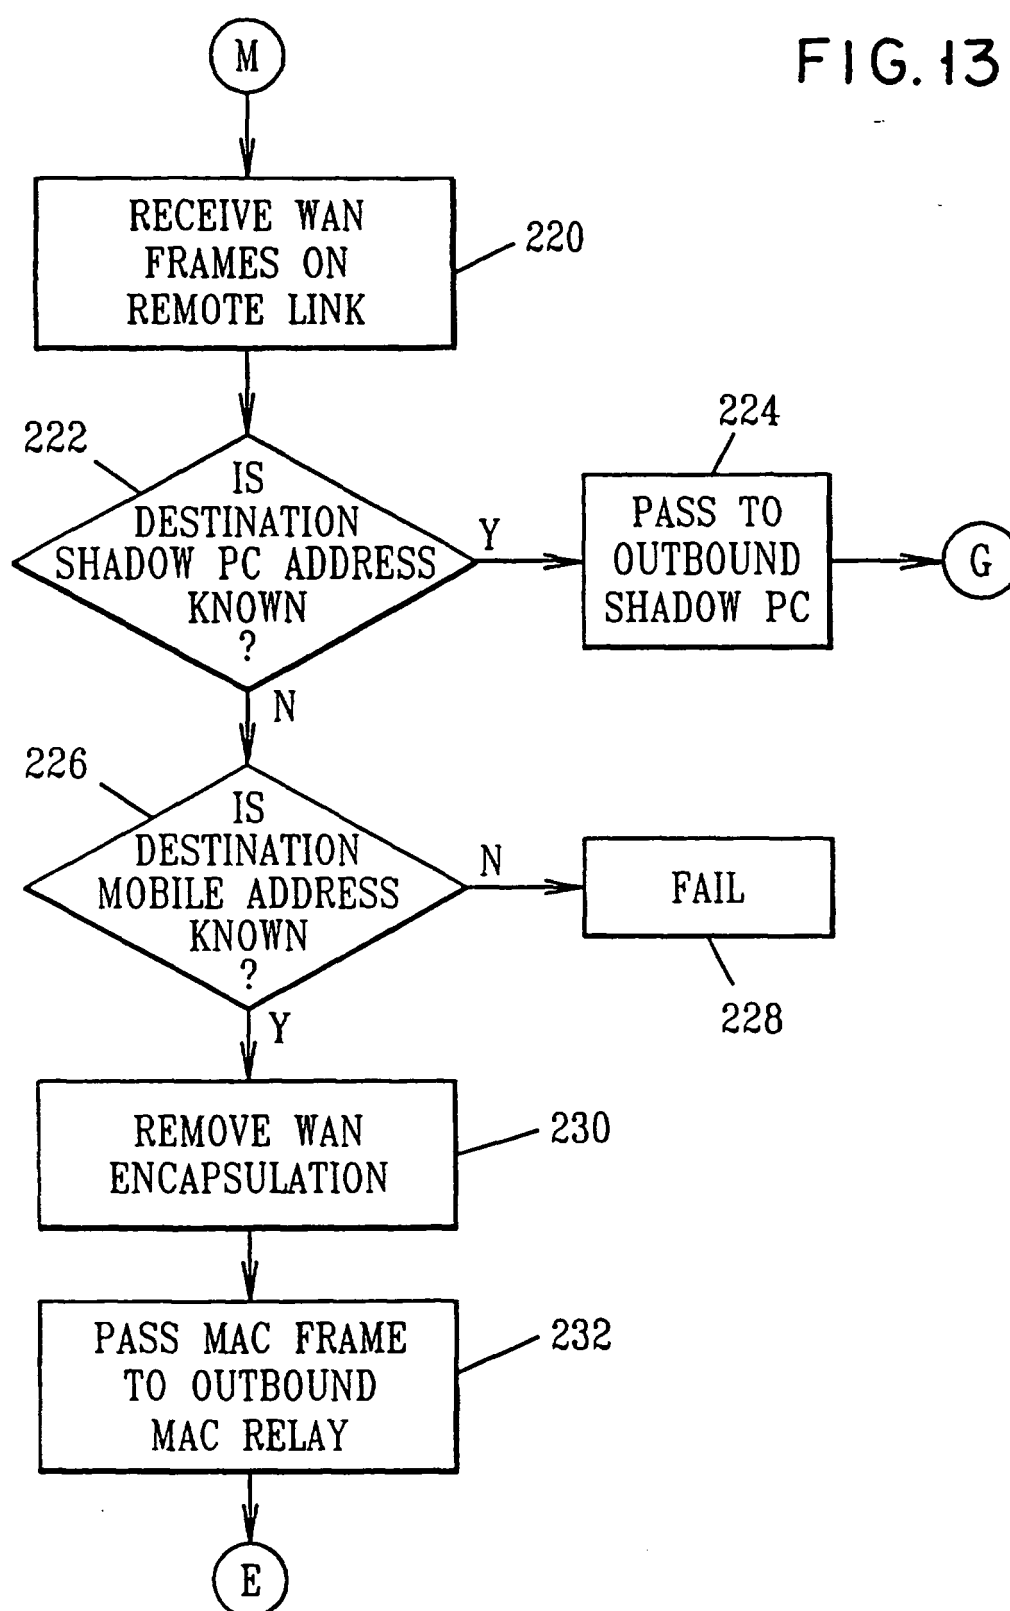 FIG. 13
M
RECEIVE WAN
FRAMES ON
REMOTE LINK
220
222
IS
DESTINATION
SHADOW PC ADDRESS
KNOWN
?
Y
224
PASS TO
OUTBOUND
SHADOW PC
G
N
226
IS
DESTINATION
MOBILE ADDRESS
KNOWN
?
N
FAIL
228
Y
REMOVE WAN
ENCAPSULATION
230
PASS MAC FRAME
TO OUTBOUND
MAC RELAY
232
E